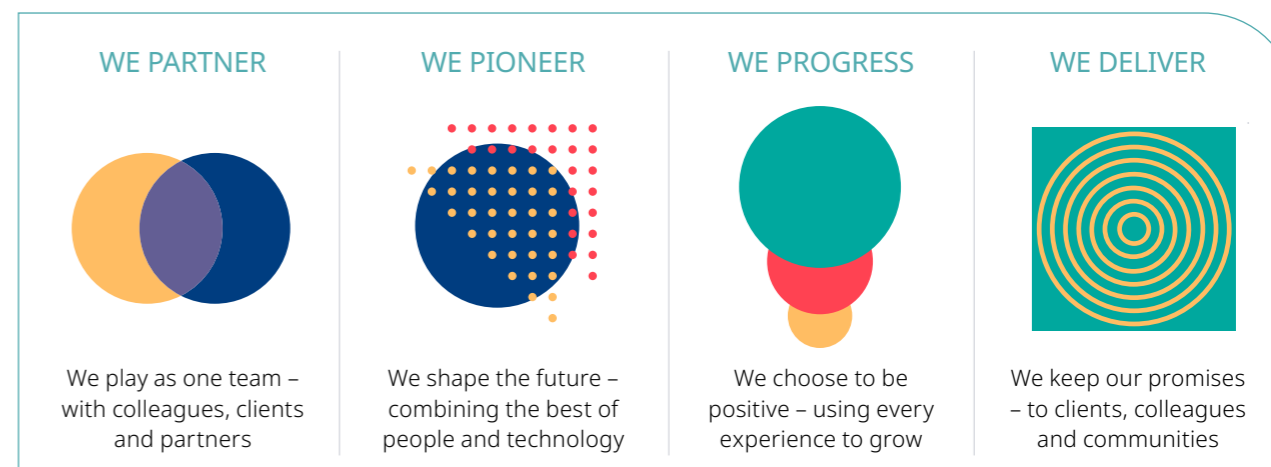 WE PARTNER
We play as one team –
with colleagues, clients
and partners
WE PIONEER
We shape the future –
combining the best of
people and technology
WE PROGRESS
We choose to be
positive – using every
experience to grow
WE DELIVER
We keep our promises
– to clients, colleagues
and communities